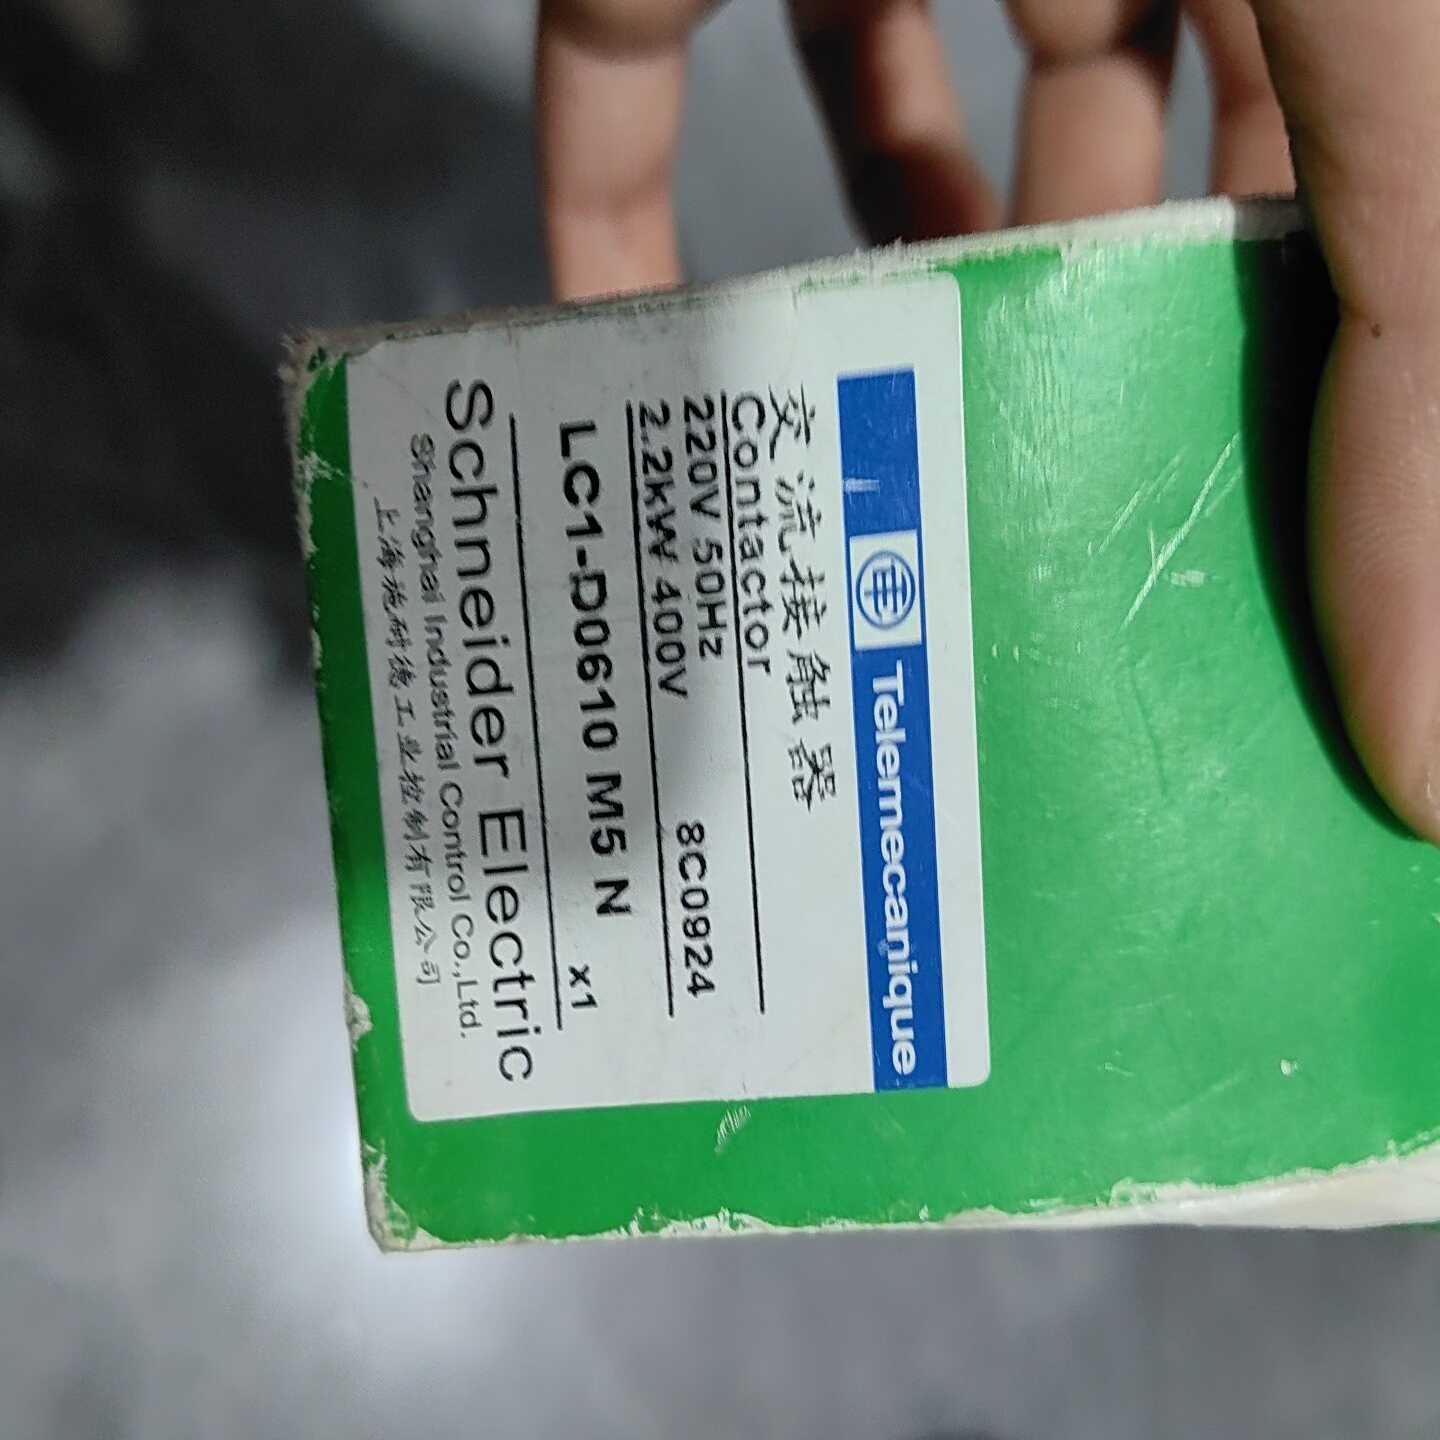 Telemecanique
交流接触器
Contactor
220V 50Hz
2.2kW 400V 8C0924
LC1-D0610 M5 N x1
Schneider Electric
Shanghai Industrial Control Co.,Ltd.
上海施耐德工业控制有限公司